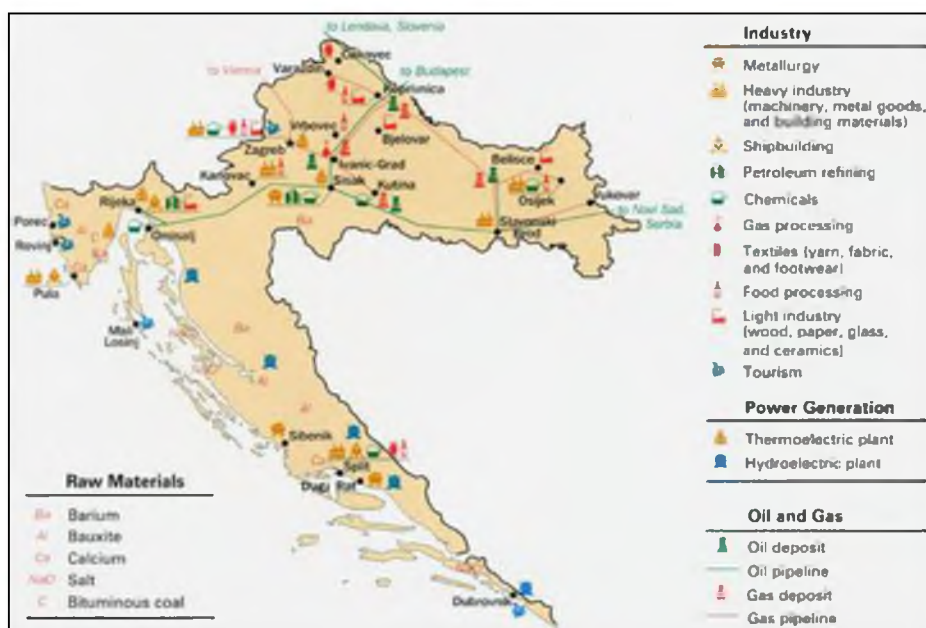 to Lendava, Slovenia
Cakovec
to Vienna
Varazdin
to Budapest
Koprivnica
Vrbovec
Bjelovar
Zagreb
Ivanic-Grad
Belisce
Karlovac
Sisak
Kutina
Osijek
Vukovar
Rijeka
Porec
to Novi Sad,
Serbia
Rovinj
Omisalj
Slavonski
Brod
Ba
Pula
Mali
Losinj
Ba
Al
Al
Sibenik
Split
Dugi Rat
Dubrovnik
Raw Materials
Ba Barium
Al Bauxite
Ca Calcium
NaCl Salt
C Bituminous coal
Industry
Metallurgy
Heavy industry
(machinery, metal goods,
and building materials)
Shipbuilding
Petroleum refining
Chemicals
Gas processing
Textiles (yarn, fabric,
and footwear)
Food processing
Light industry
(wood, paper, glass,
and ceramics)
Tourism
Power Generation
Thermoelectric plant
Hydroelectric plant
Oil and Gas
Oil deposit
Oil pipeline
Gas deposit
Gas pipeline